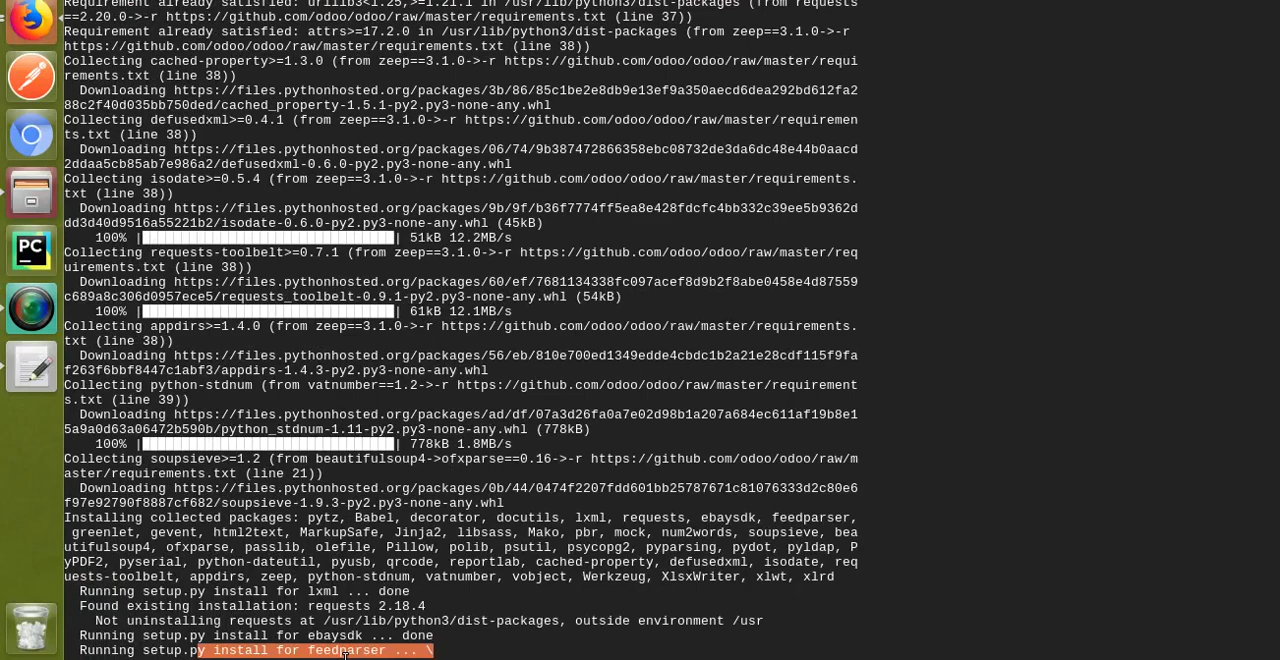 Requirement already satisfied: urllib3<1.25,>=1.21.1 in /usr/lib/python3/dist-packages (from requests
==2.20.0->-r https://github.com/odoo/odoo/raw/master/requirements.txt (line 37))
Requirement already satisfied: attrs>=17.2.0 in /usr/lib/python3/dist-packages (from zeep==3.1.0->-r
https://github.com/odoo/odoo/raw/master/requirements.txt (line 38))
Collecting cached-property>=1.3.0 (from zeep==3.1.0->-r https://github.com/odoo/odoo/raw/master/requi
rements.txt (line 38))
Downloading https://files.pythonhosted.org/packages/3b/86/85c1be2e8db9e13ef9a350aecd6dea292bd612fa2
88c2f40d035bb750ded/cached_property-1.5.1-py2.py3-none-any.whl
Collecting defusedxml>=0.4.1 (from zeep==3.1.0->-r https://github.com/odoo/odoo/raw/master/requiremen
ts.txt (line 38))
Downloading https://files.pythonhosted.org/packages/06/74/9b387472866358ebc08732de3da6dc48e44b0aacd
2ddaa5cb85ab7e986a2/defusedxml-0.6.0-py2.py3-none-any.whl
Collecting isodate>=0.5.4 (from zeep==3.1.0->-r https://github.com/odoo/odoo/raw/master/requirements.
txt (line 38))
Downloading https://files.pythonhosted.org/packages/9b/9f/b36f7774ff5ea8e428fdcfc4bb332c39ee5b9362d
dd3d40d9516a55221b2/isodate-0.6.0-py2.py3-none-any.whl (45kB)
100% |████████████████████████████████| 51kB 12.2MB/s
Collecting requests-toolbelt>=0.7.1 (from zeep==3.1.0->-r https://github.com/odoo/odoo/raw/master/req
uirements.txt (line 38))
Downloading https://files.pythonhosted.org/packages/60/ef/7681134338fc097acef8d9b2f8abe0458e4d87559
c689a8c306d0957ece5/requests_toolbelt-0.9.1-py2.py3-none-any.whl (54kB)
100% |████████████████████████████████| 61kB 12.1MB/s
Collecting appdirs>=1.4.0 (from zeep==3.1.0->-r https://github.com/odoo/odoo/raw/master/requirements.
txt (line 38))
Downloading https://files.pythonhosted.org/packages/56/eb/810e700ed1349edde4cbdc1b2a21e28cdf115f9fa
f263f6bbf8447c1abf3/appdirs-1.4.3-py2.py3-none-any.whl
Collecting python-stdnum (from vatnumber==1.2->-r https://github.com/odoo/odoo/raw/master/requirement
s.txt (line 39))
Downloading https://files.pythonhosted.org/packages/ad/df/07a3d26fa0a7e02d98b1a207a684ec611af19b8e1
5a9a0d63a06472b590b/python_stdnum-1.11-py2.py3-none-any.whl (778kB)
100% |████████████████████████████████| 778kB 1.8MB/s
Collecting soupsieve>=1.2 (from beautifulsoup4->ofxparse==0.16->-r https://github.com/odoo/odoo/raw/m
aster/requirements.txt (line 21))
Downloading https://files.pythonhosted.org/packages/0b/44/0474f2207fdd601bb25787671c81076333d2c80e6
f97e92790f8887cf682/soupsieve-1.9.3-py2.py3-none-any.whl
Installing collected packages: pytz, Babel, decorator, docutils, lxml, requests, ebaysdk, feedparser,
greenlet, gevent, html2text, MarkupSafe, Jinja2, libsass, Mako, pbr, mock, num2words, soupsieve, bea
utifulsoup4, ofxparse, passlib, olefile, Pillow, polib, psutil, psycopg2, pyparsing, pydot, pyldap, P
yPDF2, pyserial, python-dateutil, pyusb, qrcode, reportlab, cached-property, defusedxml, isodate, req
uests-toolbelt, appdirs, zeep, python-stdnum, vatnumber, vobject, Werkzeug, XlsxWriter, xlwt, xlrd
Running setup.py install for lxml ... done
Found existing installation: requests 2.18.4
Not uninstalling requests at /usr/lib/python3/dist-packages, outside environment /usr
Running setup.py install for ebaysdk ... done
Running setup.py install for feedparser ... \
PC